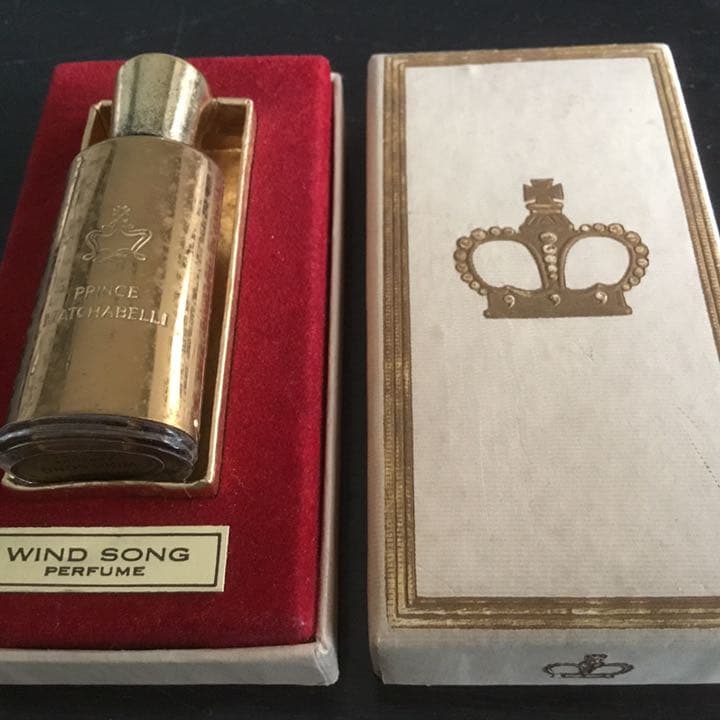 PRINCE
MATCHABELLI
WIND SONG
PERFUME